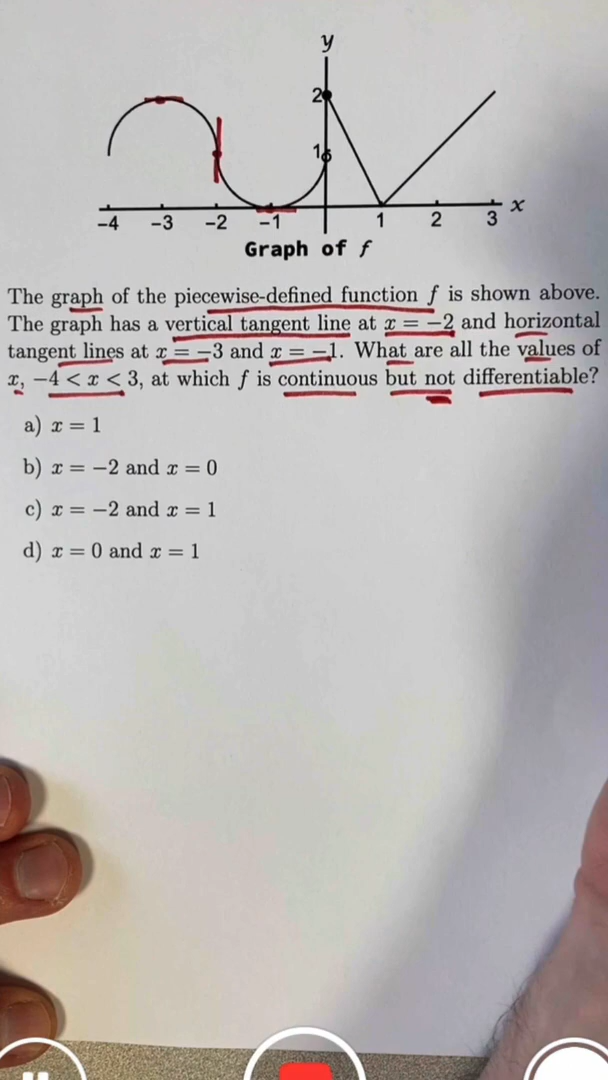 y
2
1
-4 -3 -2 -1 1 2 3 x
Graph of f
The graph of the piecewise-defined function f is shown above.
The graph has a vertical tangent line at x = −2 and horizontal
tangent lines at x = −3 and x = −1. What are all the values of
x, −4 < x < 3, at which f is continuous but not differentiable?
a) x = 1
b) x = −2 and x = 0
c) x = −2 and x = 1
d) x = 0 and x = 1